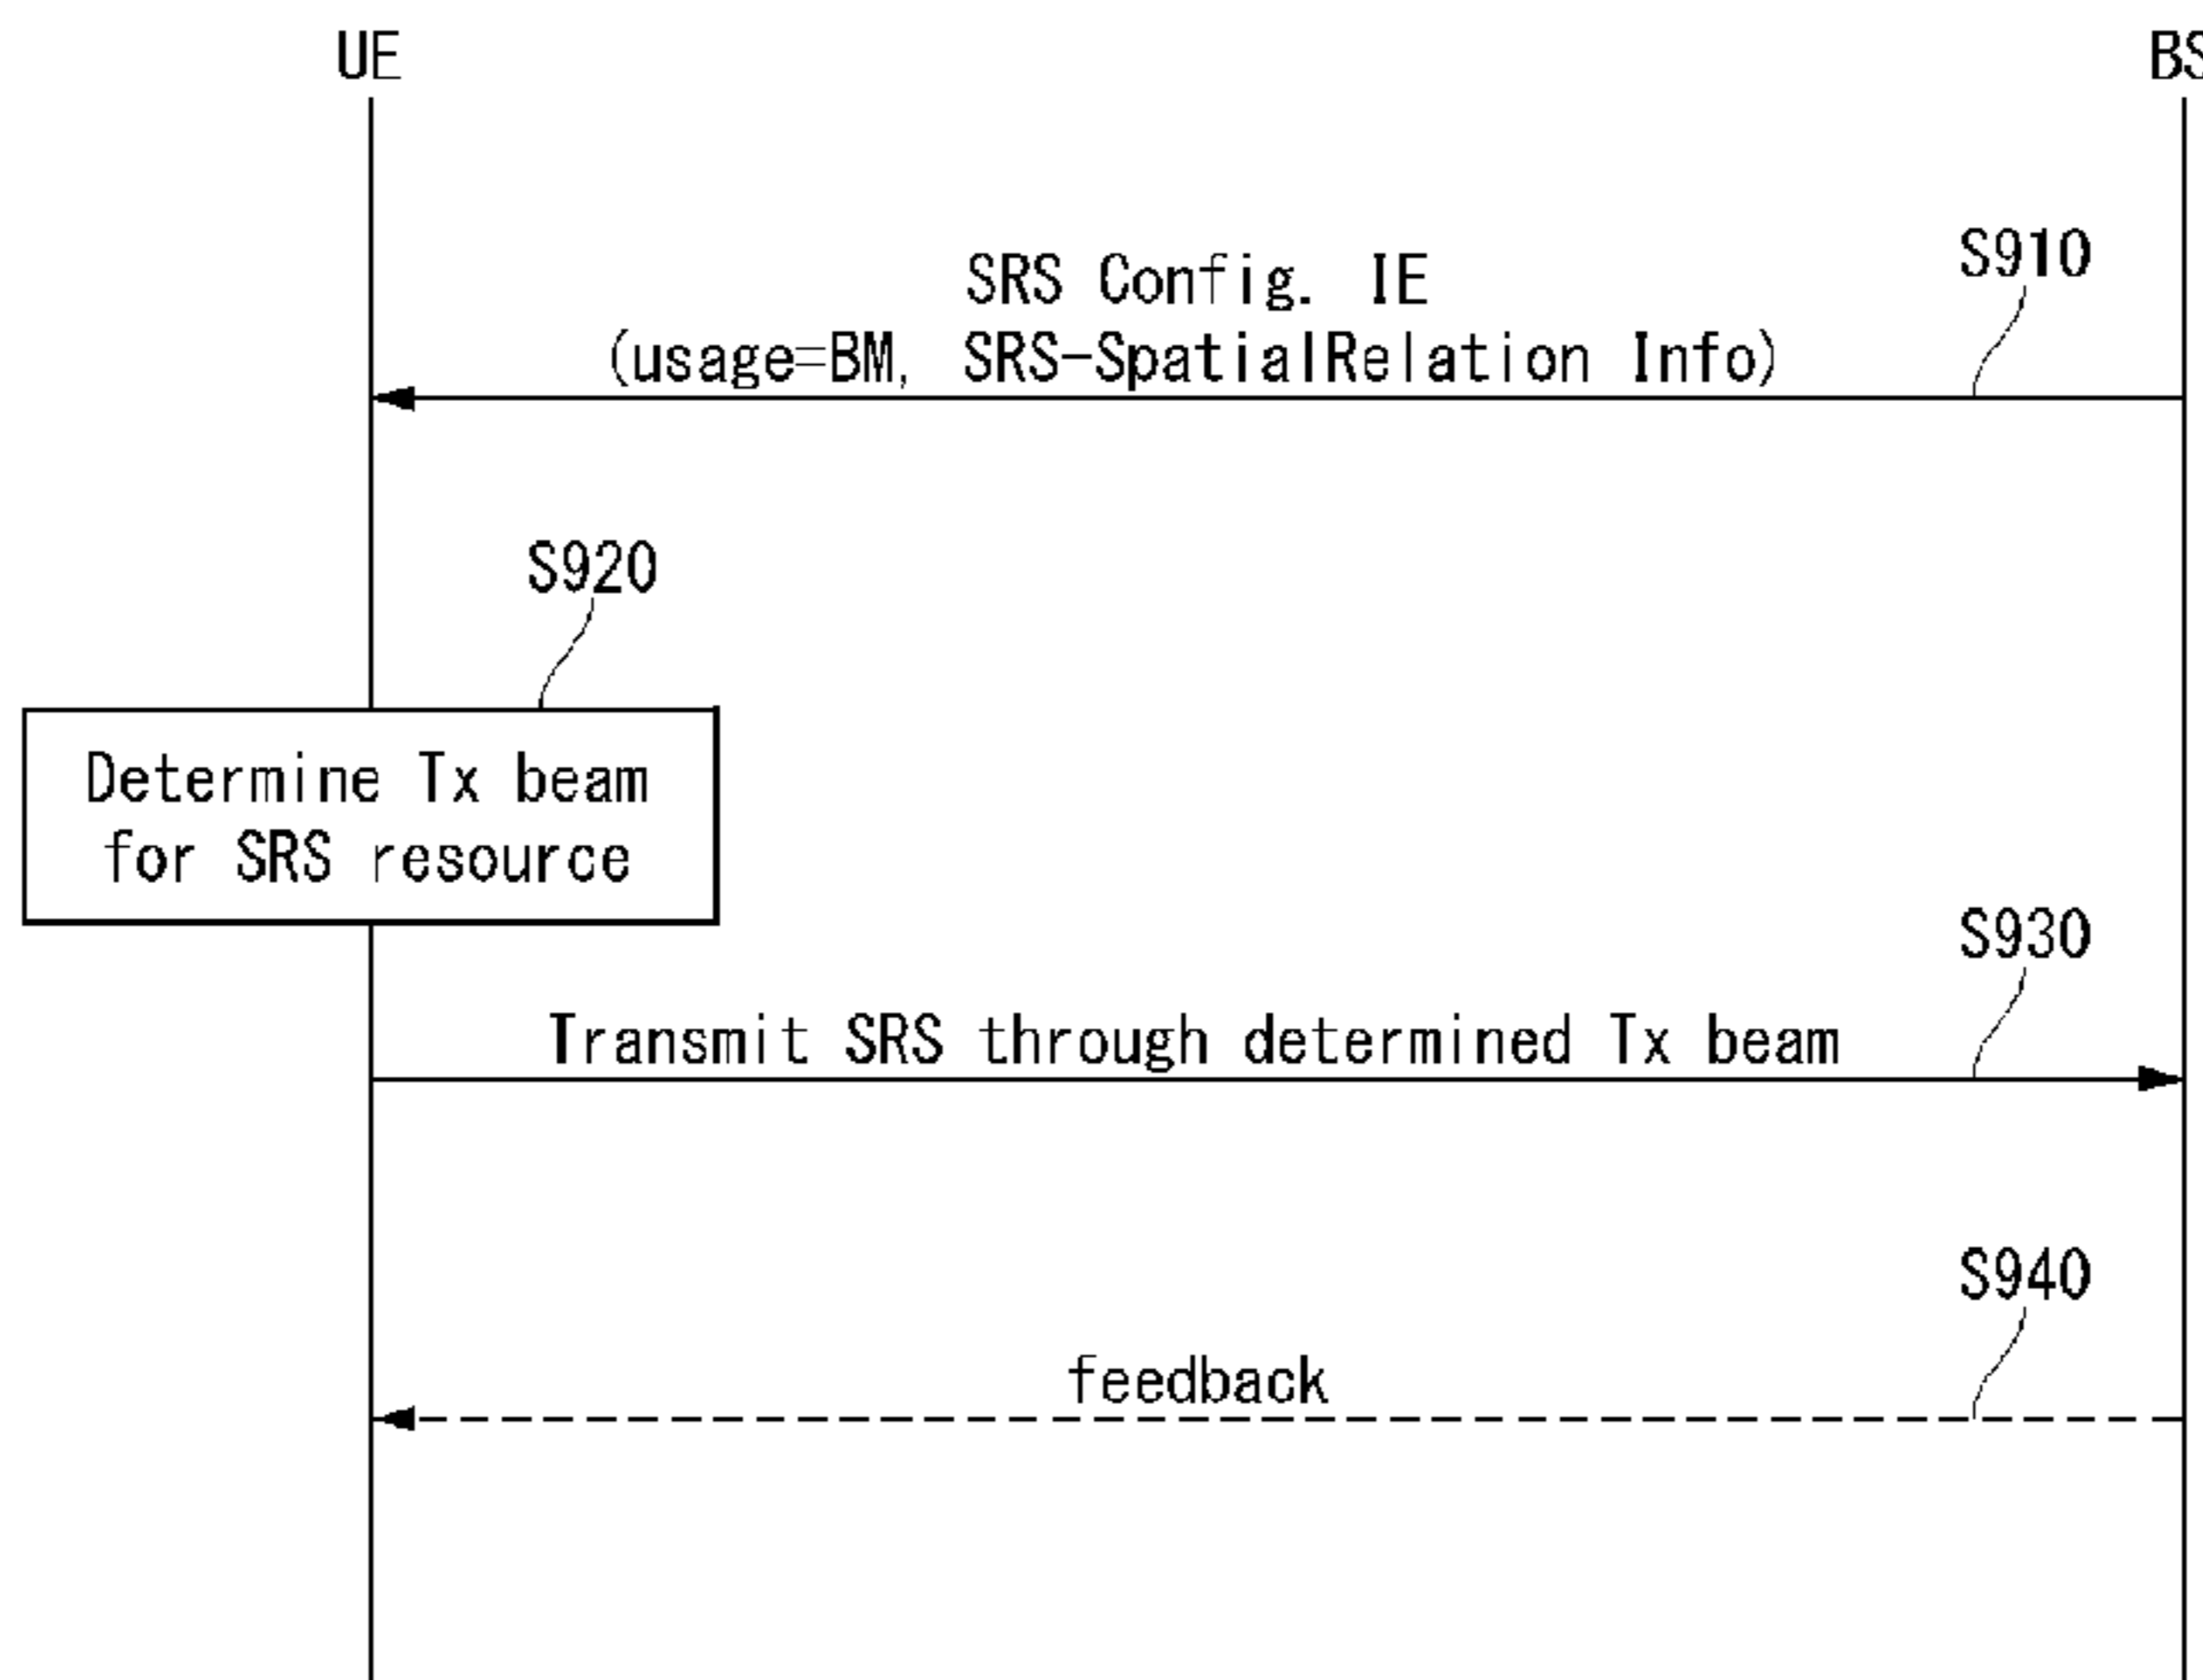 UE
BS
S910
SRS Config. IE
(usage=BM, SRS-SpatialRelation Info)
S920
Determine Tx beam
for SRS resource
S930
Transmit SRS through determined Tx beam
S940
feedback